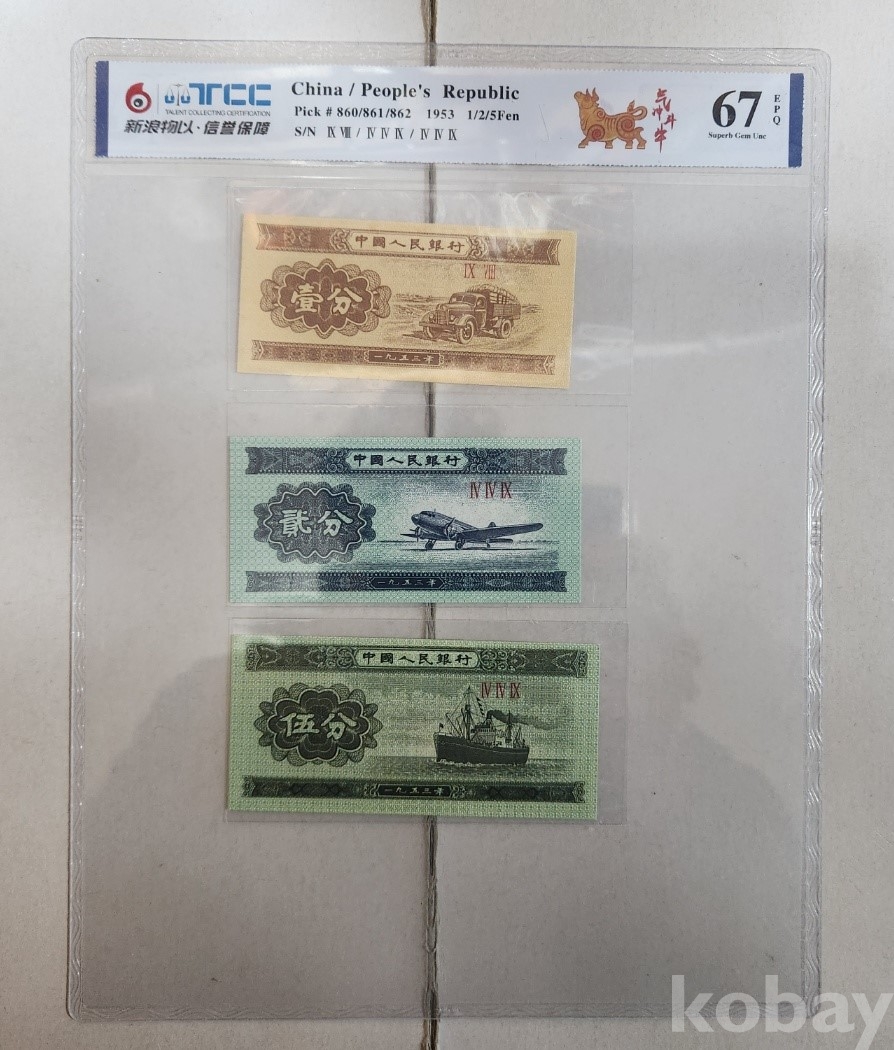 TCC
TALENT COLLECTING CERTIFICATION
新浪物以·信誉保障
China / People's Republic
Pick # 860/861/862 1953 1/2/5Fen
S/N Ⅸ Ⅷ / Ⅳ Ⅳ Ⅸ / Ⅳ Ⅳ Ⅸ
气冲斗牛
67
EPQ
Superb Gem Unc
中國人民銀行
IX VIII
壹分
一九五三年
中國人民銀行
IV IV IX
貳分
一九五三年
中國人民銀行
IV IV IX
伍分
一九五三年
kobay